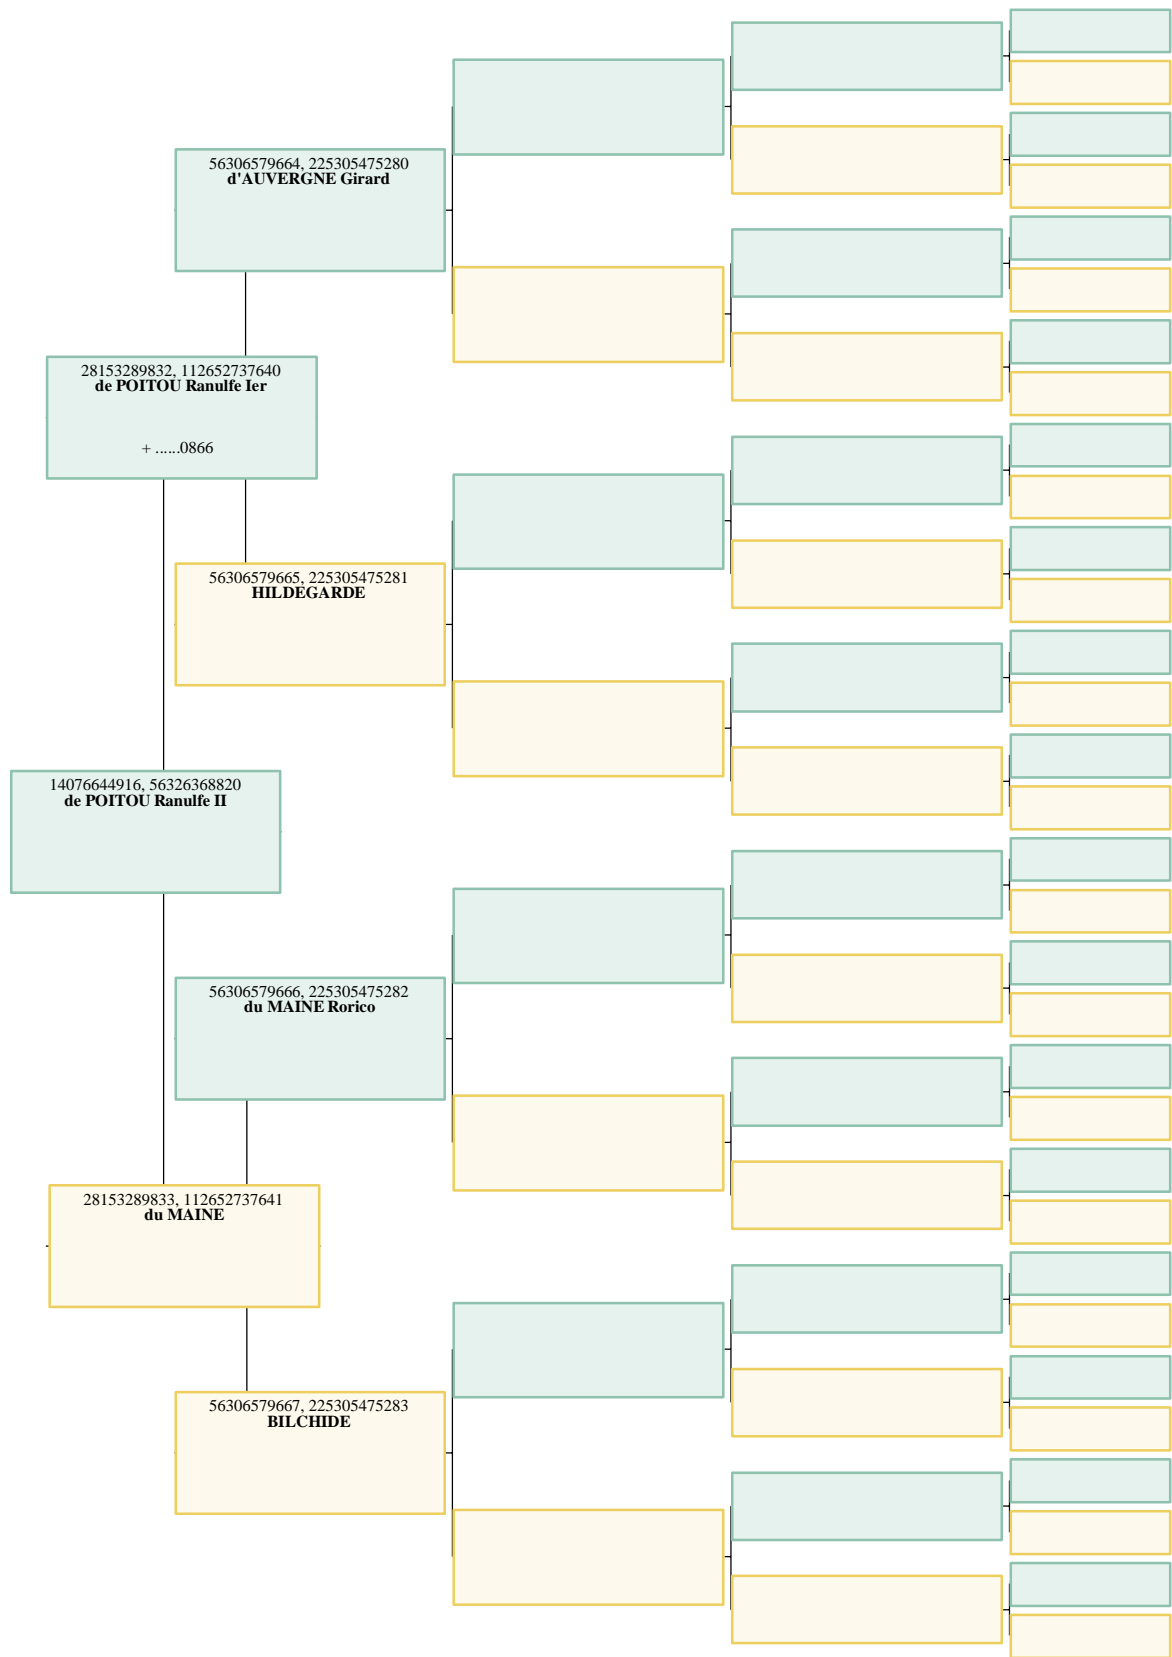 56306579664, 225305475280
d'AUVERGNE Girard
28153289832, 112652737640
de POITOU Ranulfe Ier
+ ......0866
56306579665, 225305475281
HILDEGARDE
14076644916, 56326368820
de POITOU Ranulfe II
56306579666, 225305475282
du MAINE Rorico
28153289833, 112652737641
du MAINE
56306579667, 225305475283
BILCHIDE